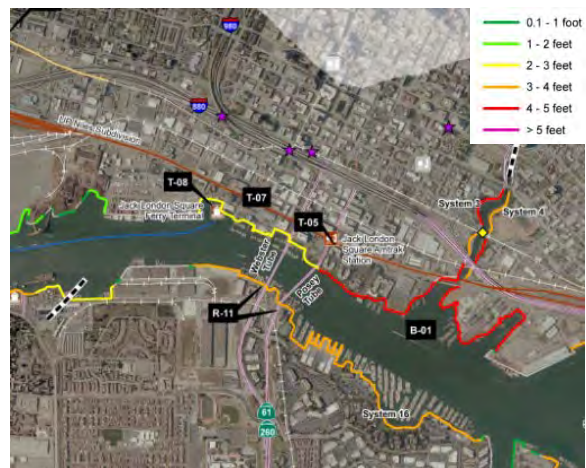 0.1 - 1 foot
1 - 2 feet
2 - 3 feet
3 - 4 feet
4 - 5 feet
> 5 feet
980
880
UP Niles Subdivision
T-08
T-07
Jack London
Square
Ferry Terminal
T-05
System 3
System 4
Jack London
Square Amtrak
Station
Webster
Tube
Posey
Tube
R-11
B-01
System 16
61
260